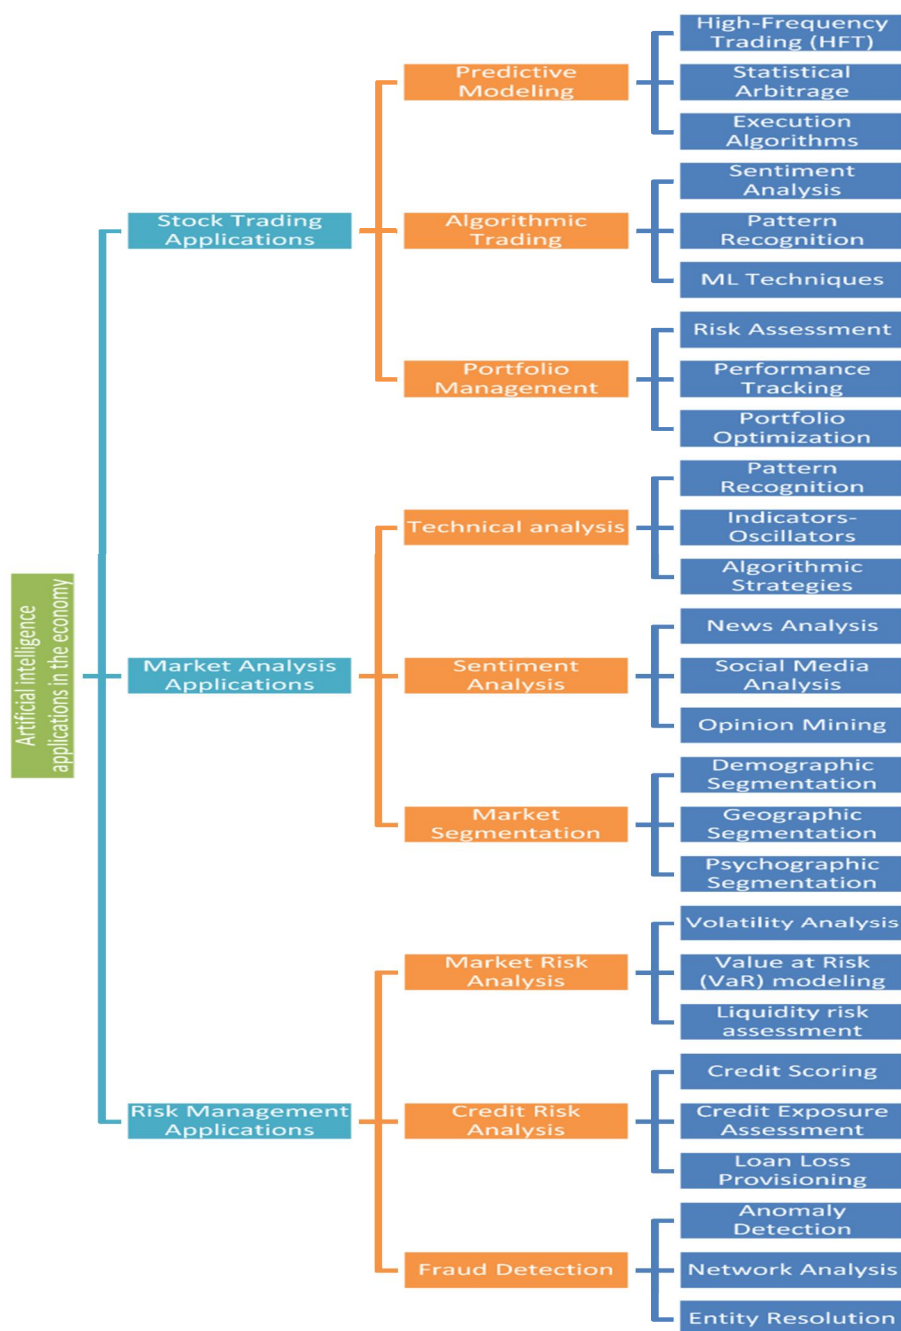 Artificial intelligence
applications in the economy
Stock Trading
Applications
Predictive
Modeling
High-Frequency
Trading (HFT)
Statistical
Arbitrage
Execution
Algorithms
Algorithmic
Trading
Sentiment
Analysis
Pattern
Recognition
ML Techniques
Portfolio
Management
Risk Assessment
Performance
Tracking
Portfolio
Optimization
Market Analysis
Applications
Technical analysis
Pattern
Recognition
Indicators-
Oscillators
Algorithmic
Strategies
Sentiment
Analysis
News Analysis
Social Media
Analysis
Opinion Mining
Market
Segmentation
Demographic
Segmentation
Geographic
Segmentation
Psychographic
Segmentation
Risk Management
Applications
Market Risk
Analysis
Volatility Analysis
Value at Risk
(VaR) modeling
Liquidity risk
assessment
Credit Risk
Analysis
Credit Scoring
Credit Exposure
Assessment
Loan Loss
Provisioning
Fraud Detection
Anomaly
Detection
Network Analysis
Entity Resolution